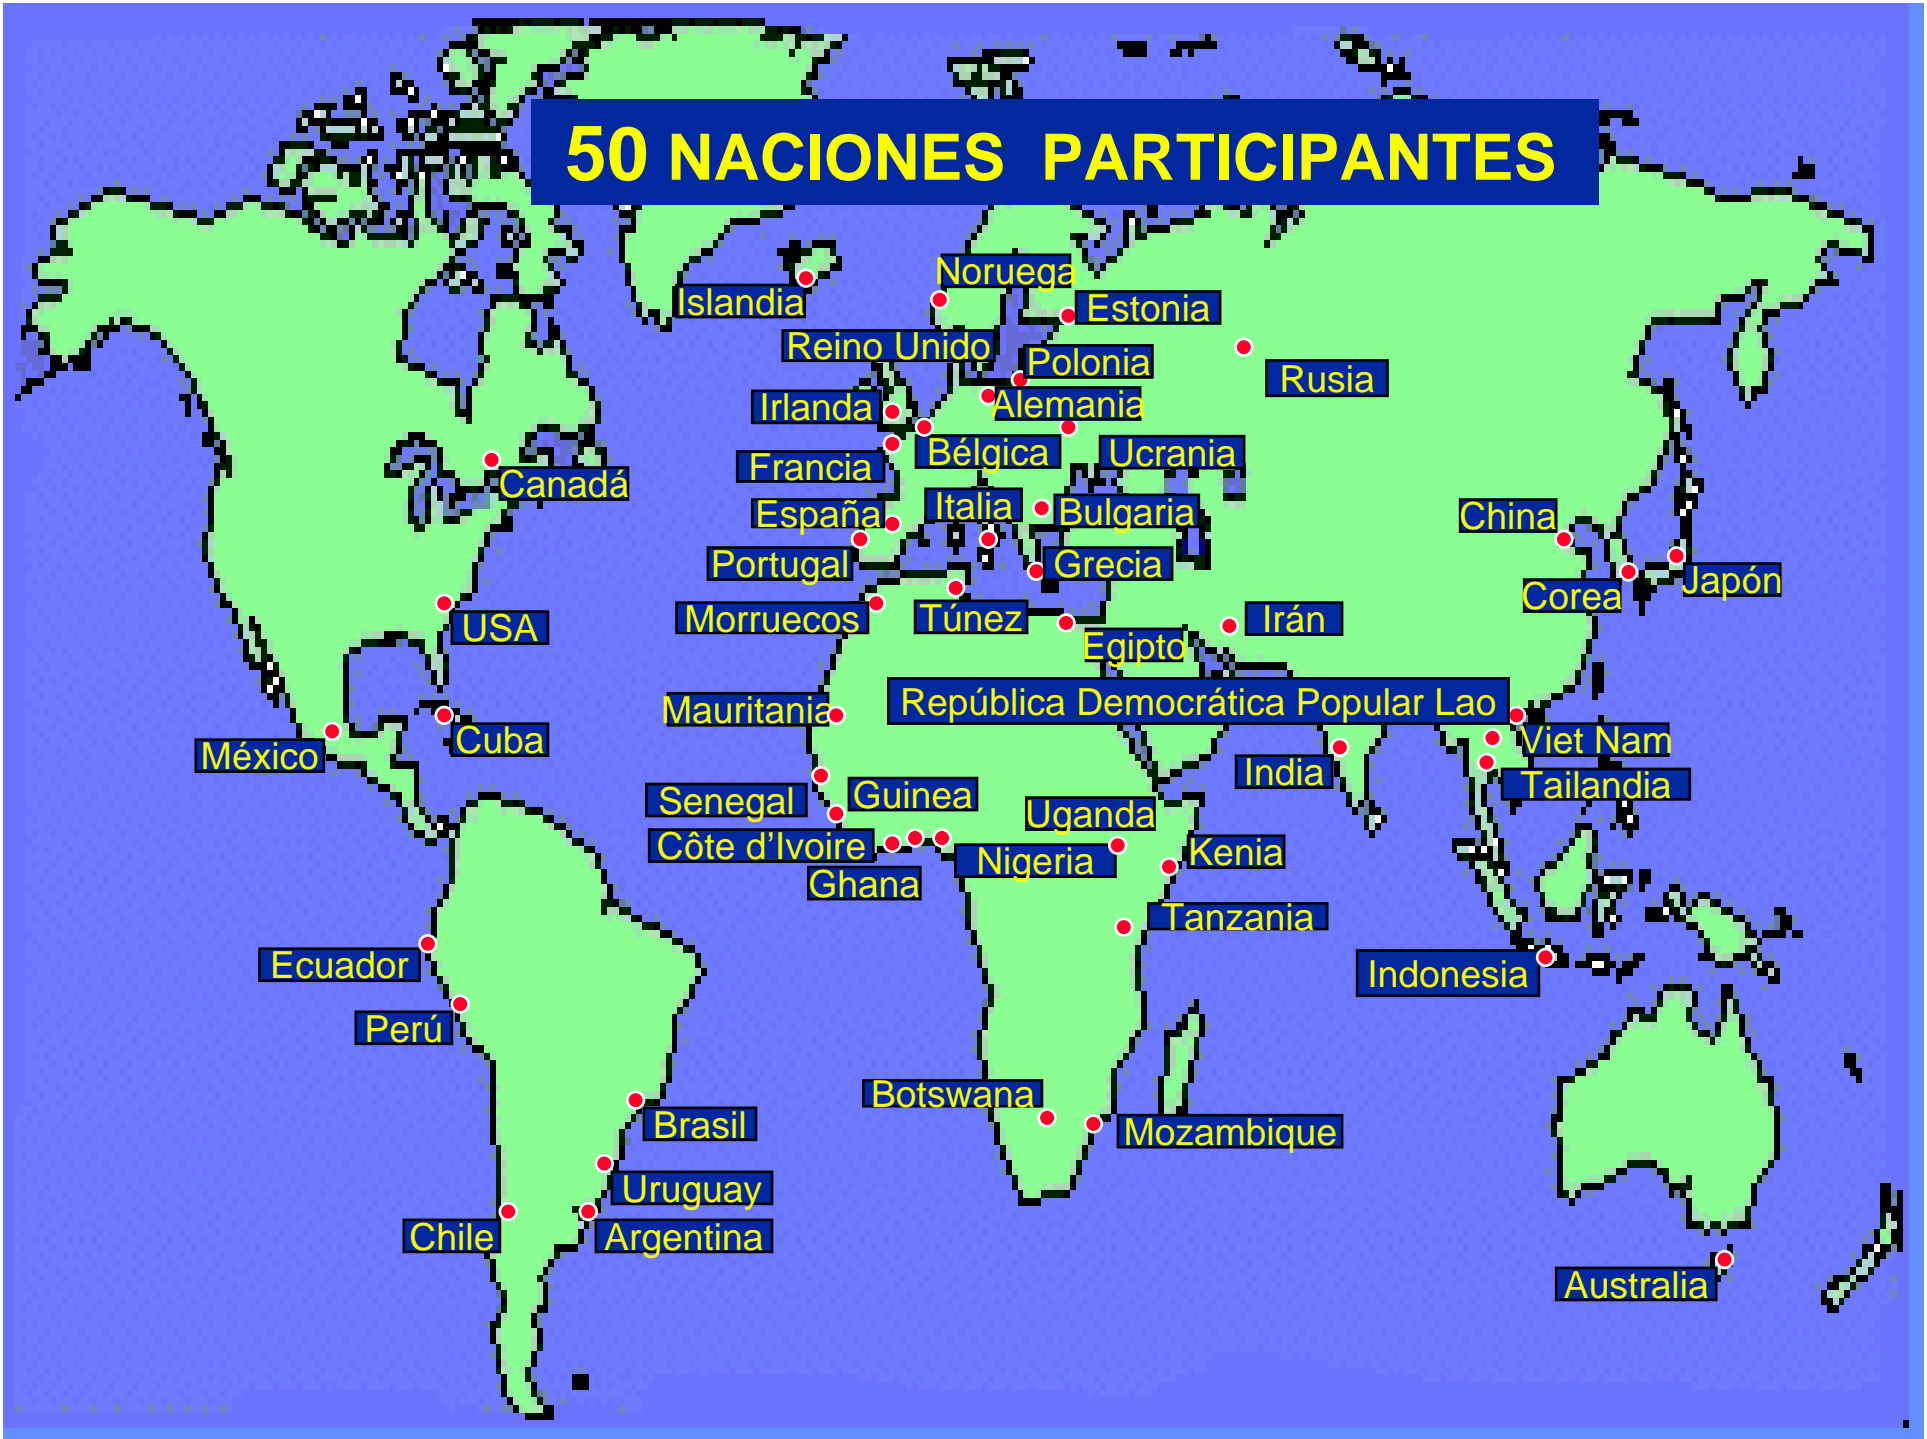 50 NACIONES PARTICIPANTES
Noruega
Islandia
Estonia
Reino Unido
Polonia
Rusia
Irlanda
Alemania
Bélgica
Ucrania
Francia
Canadá
España
Italia
Bulgaria
China
Portugal
Grecia
Corea
Japón
Morruecos
Túnez
Irán
USA
Egipto
Mauritania
República Democrática Popular Lao
México
Cuba
Viet Nam
India
Tailandia
Senegal
Guinea
Uganda
Côte d’Ivoire
Nigeria
Kenia
Ghana
Tanzania
Ecuador
Indonesia
Perú
Botswana
Brasil
Mozambique
Uruguay
Chile
Argentina
Australia